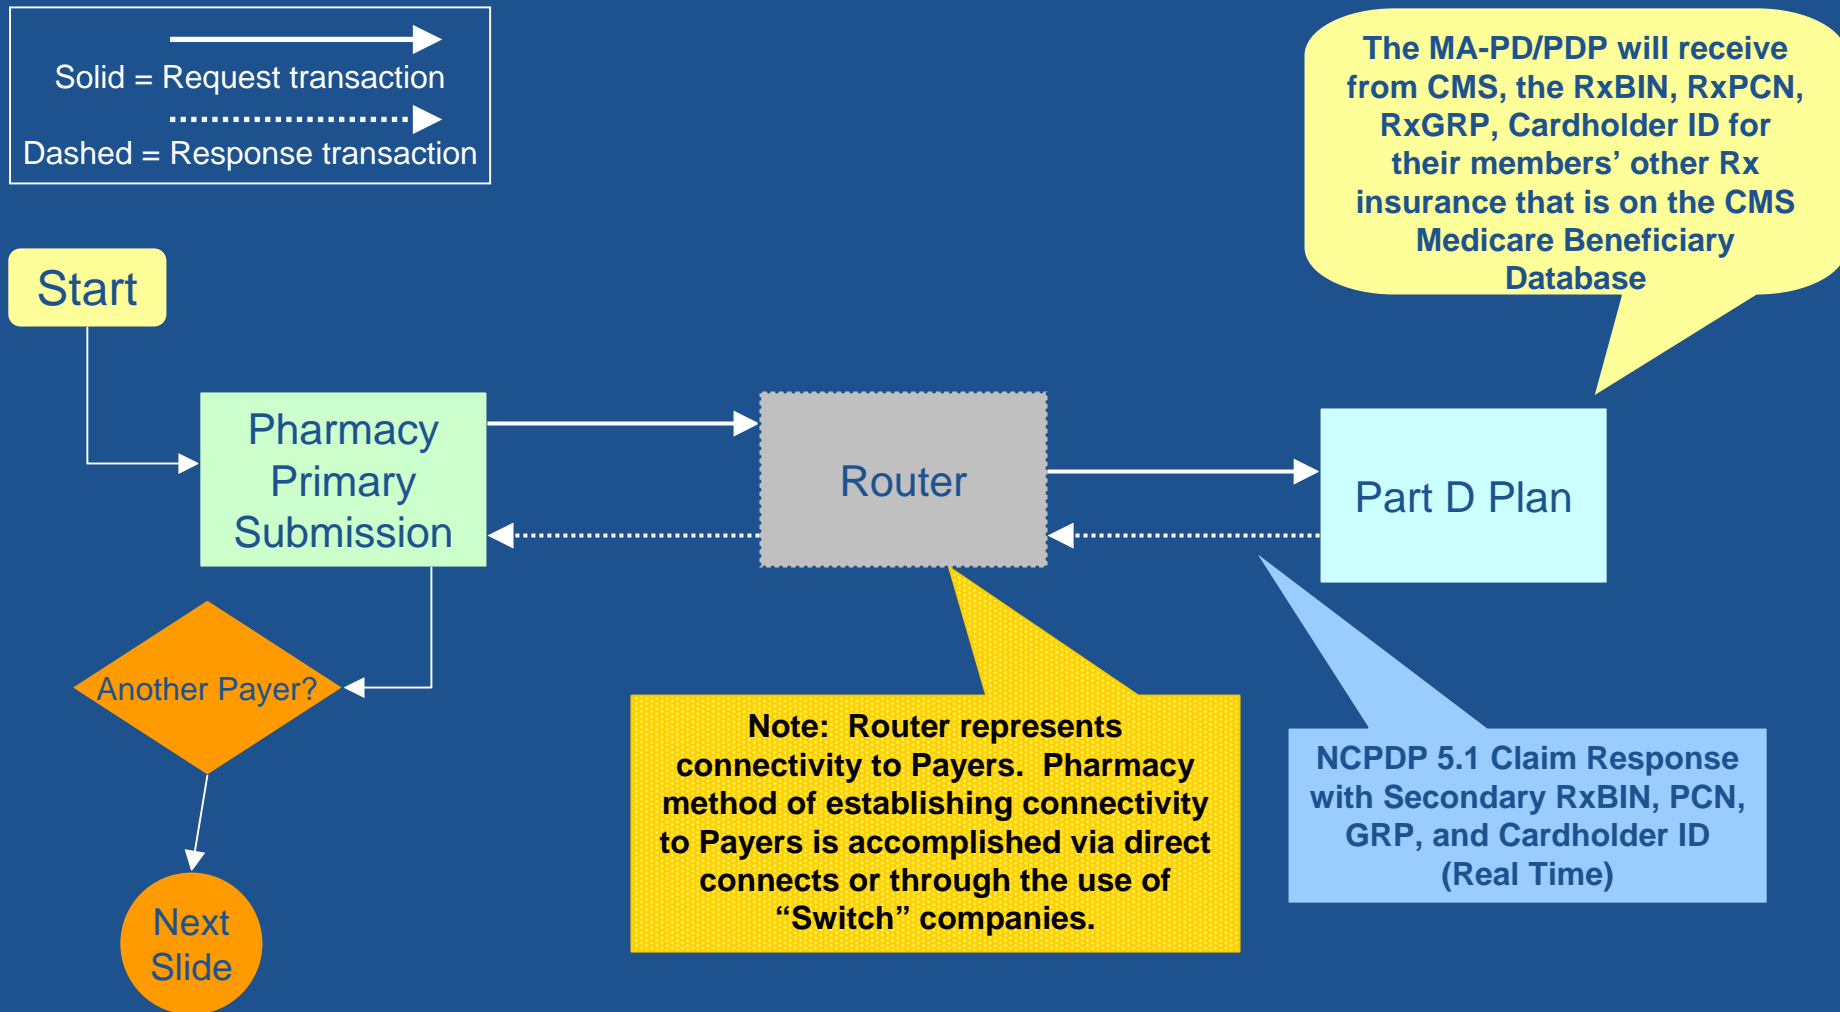 Solid = Request transaction
Dashed = Response transaction
The MA-PD/PDP will receive
from CMS, the RxBIN, RxPCN,
RxGRP, Cardholder ID for
their members’ other Rx
insurance that is on the CMS
Medicare Beneficiary
Database
Start
Pharmacy
Primary
Submission
Router
Part D Plan
Another Payer?
Note:  Router represents
connectivity to Payers.  Pharmacy
method of establishing connectivity
to Payers is accomplished via direct
connects or through the use of
“Switch” companies.
NCPDP 5.1 Claim Response
with Secondary RxBIN, PCN,
GRP, and Cardholder ID
(Real Time)
Next
Slide